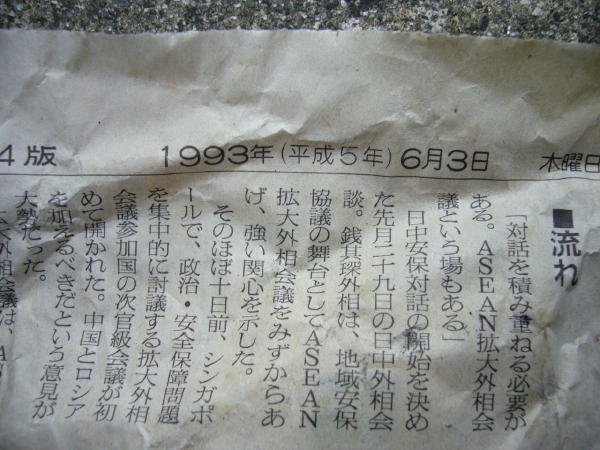 4版 1993年(平成5年) 6月3日 木曜日
■流れ
「対話を積み重ねる必要が
ある。ASEAN拡大外相会
議という場もある」
日中安保対話の開始を決め
た先月二十九日の日中外相会
談。銭其琛外相は、地域安保
協議の舞台としてASEAN
拡大外相会議をみずからあ
げ、強い関心を示した。
そのほぼ十日前、シンガポ
ールで、政治・安全保障問題
を集中的に討議する拡大外相
会議参加国の次官級会議が初
めて開かれた。中国とロシア
を加えるべきだという意見が
大勢だった。
大外相会議は、AS